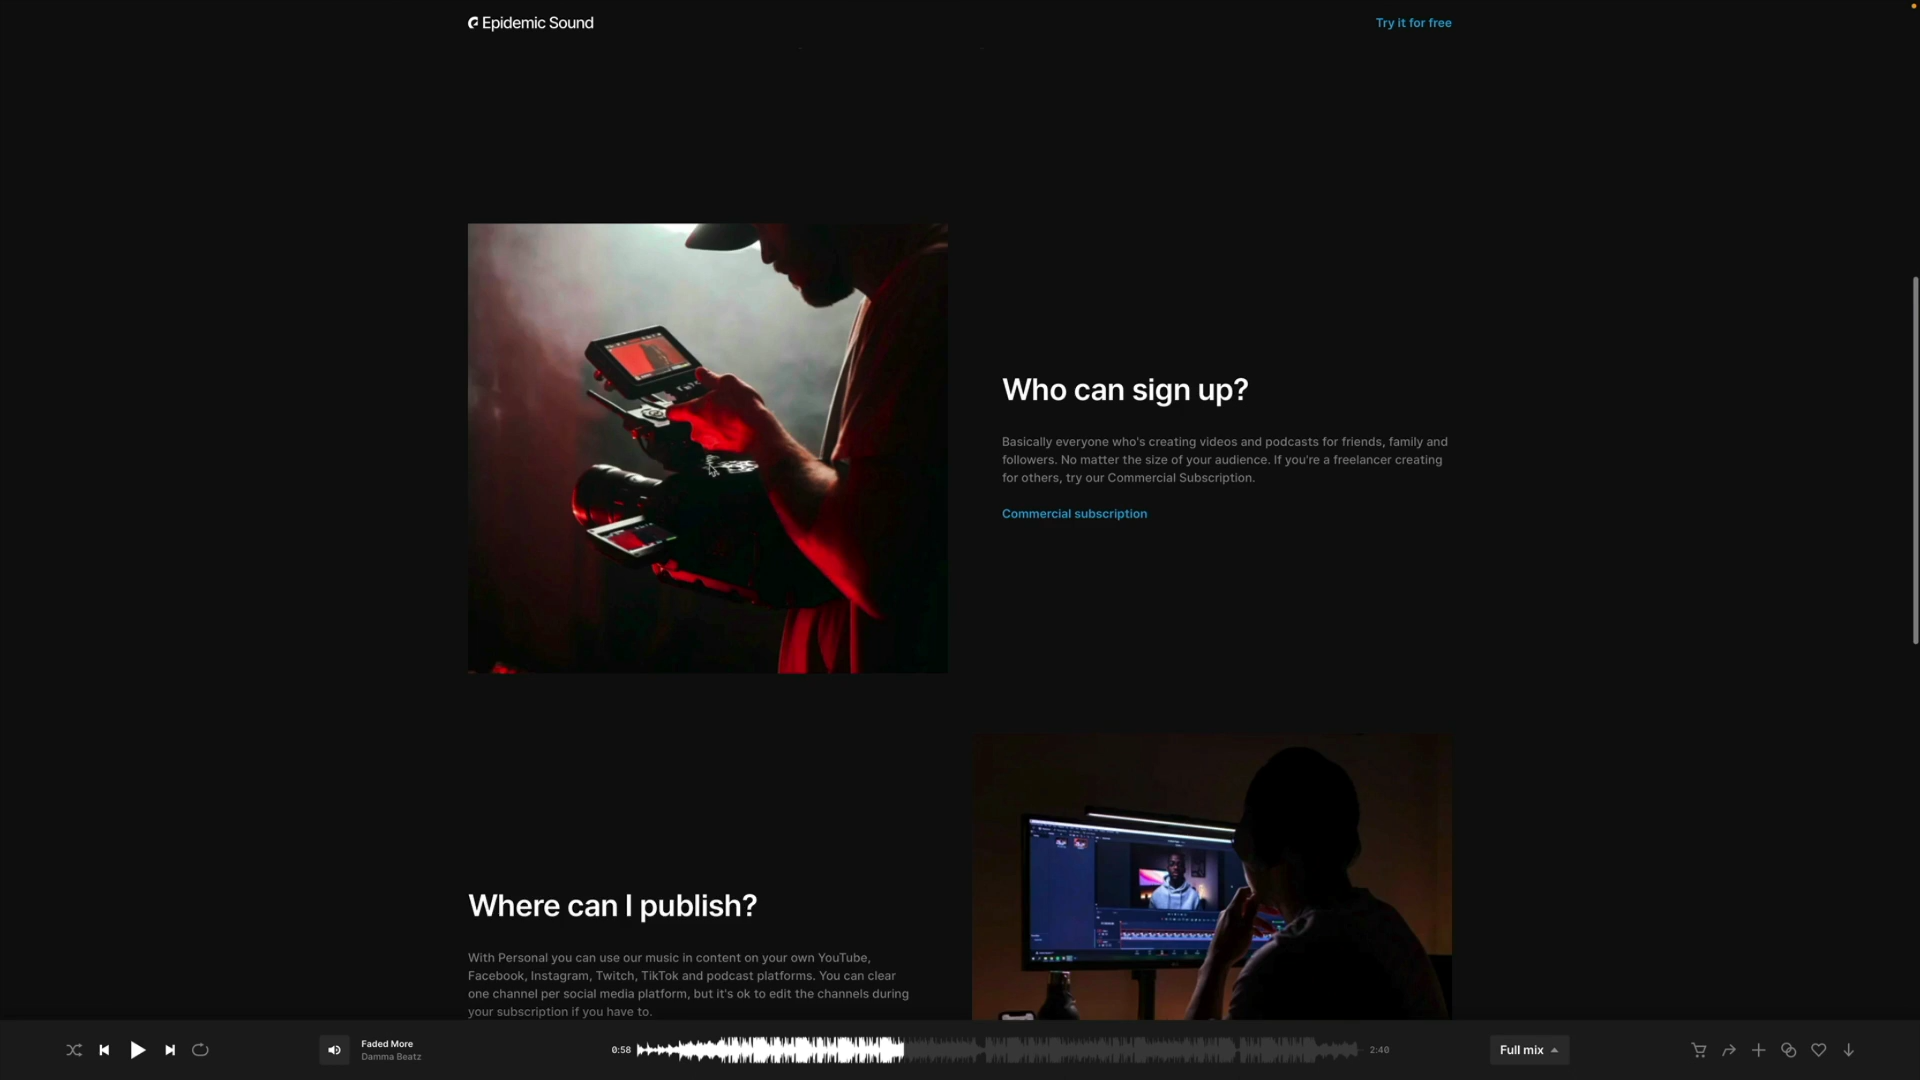 Epidemic Sound
Try it for free
Who can sign up?
Basically everyone who's creating videos and podcasts for friends, family and
followers. No matter the size of your audience. If you're a freelancer creating
for others, try our Commercial Subscription.
Commercial subscription
Where can I publish?
With Personal you can use our music in content on your own YouTube,
Facebook, Instagram, Twitch, TikTok and podcast platforms. You can clear
one channel per social media platform, but it's ok to edit the channels during
your subscription if you have to.
Faded More
Damma Beatz
0:58
2:40
Full mix